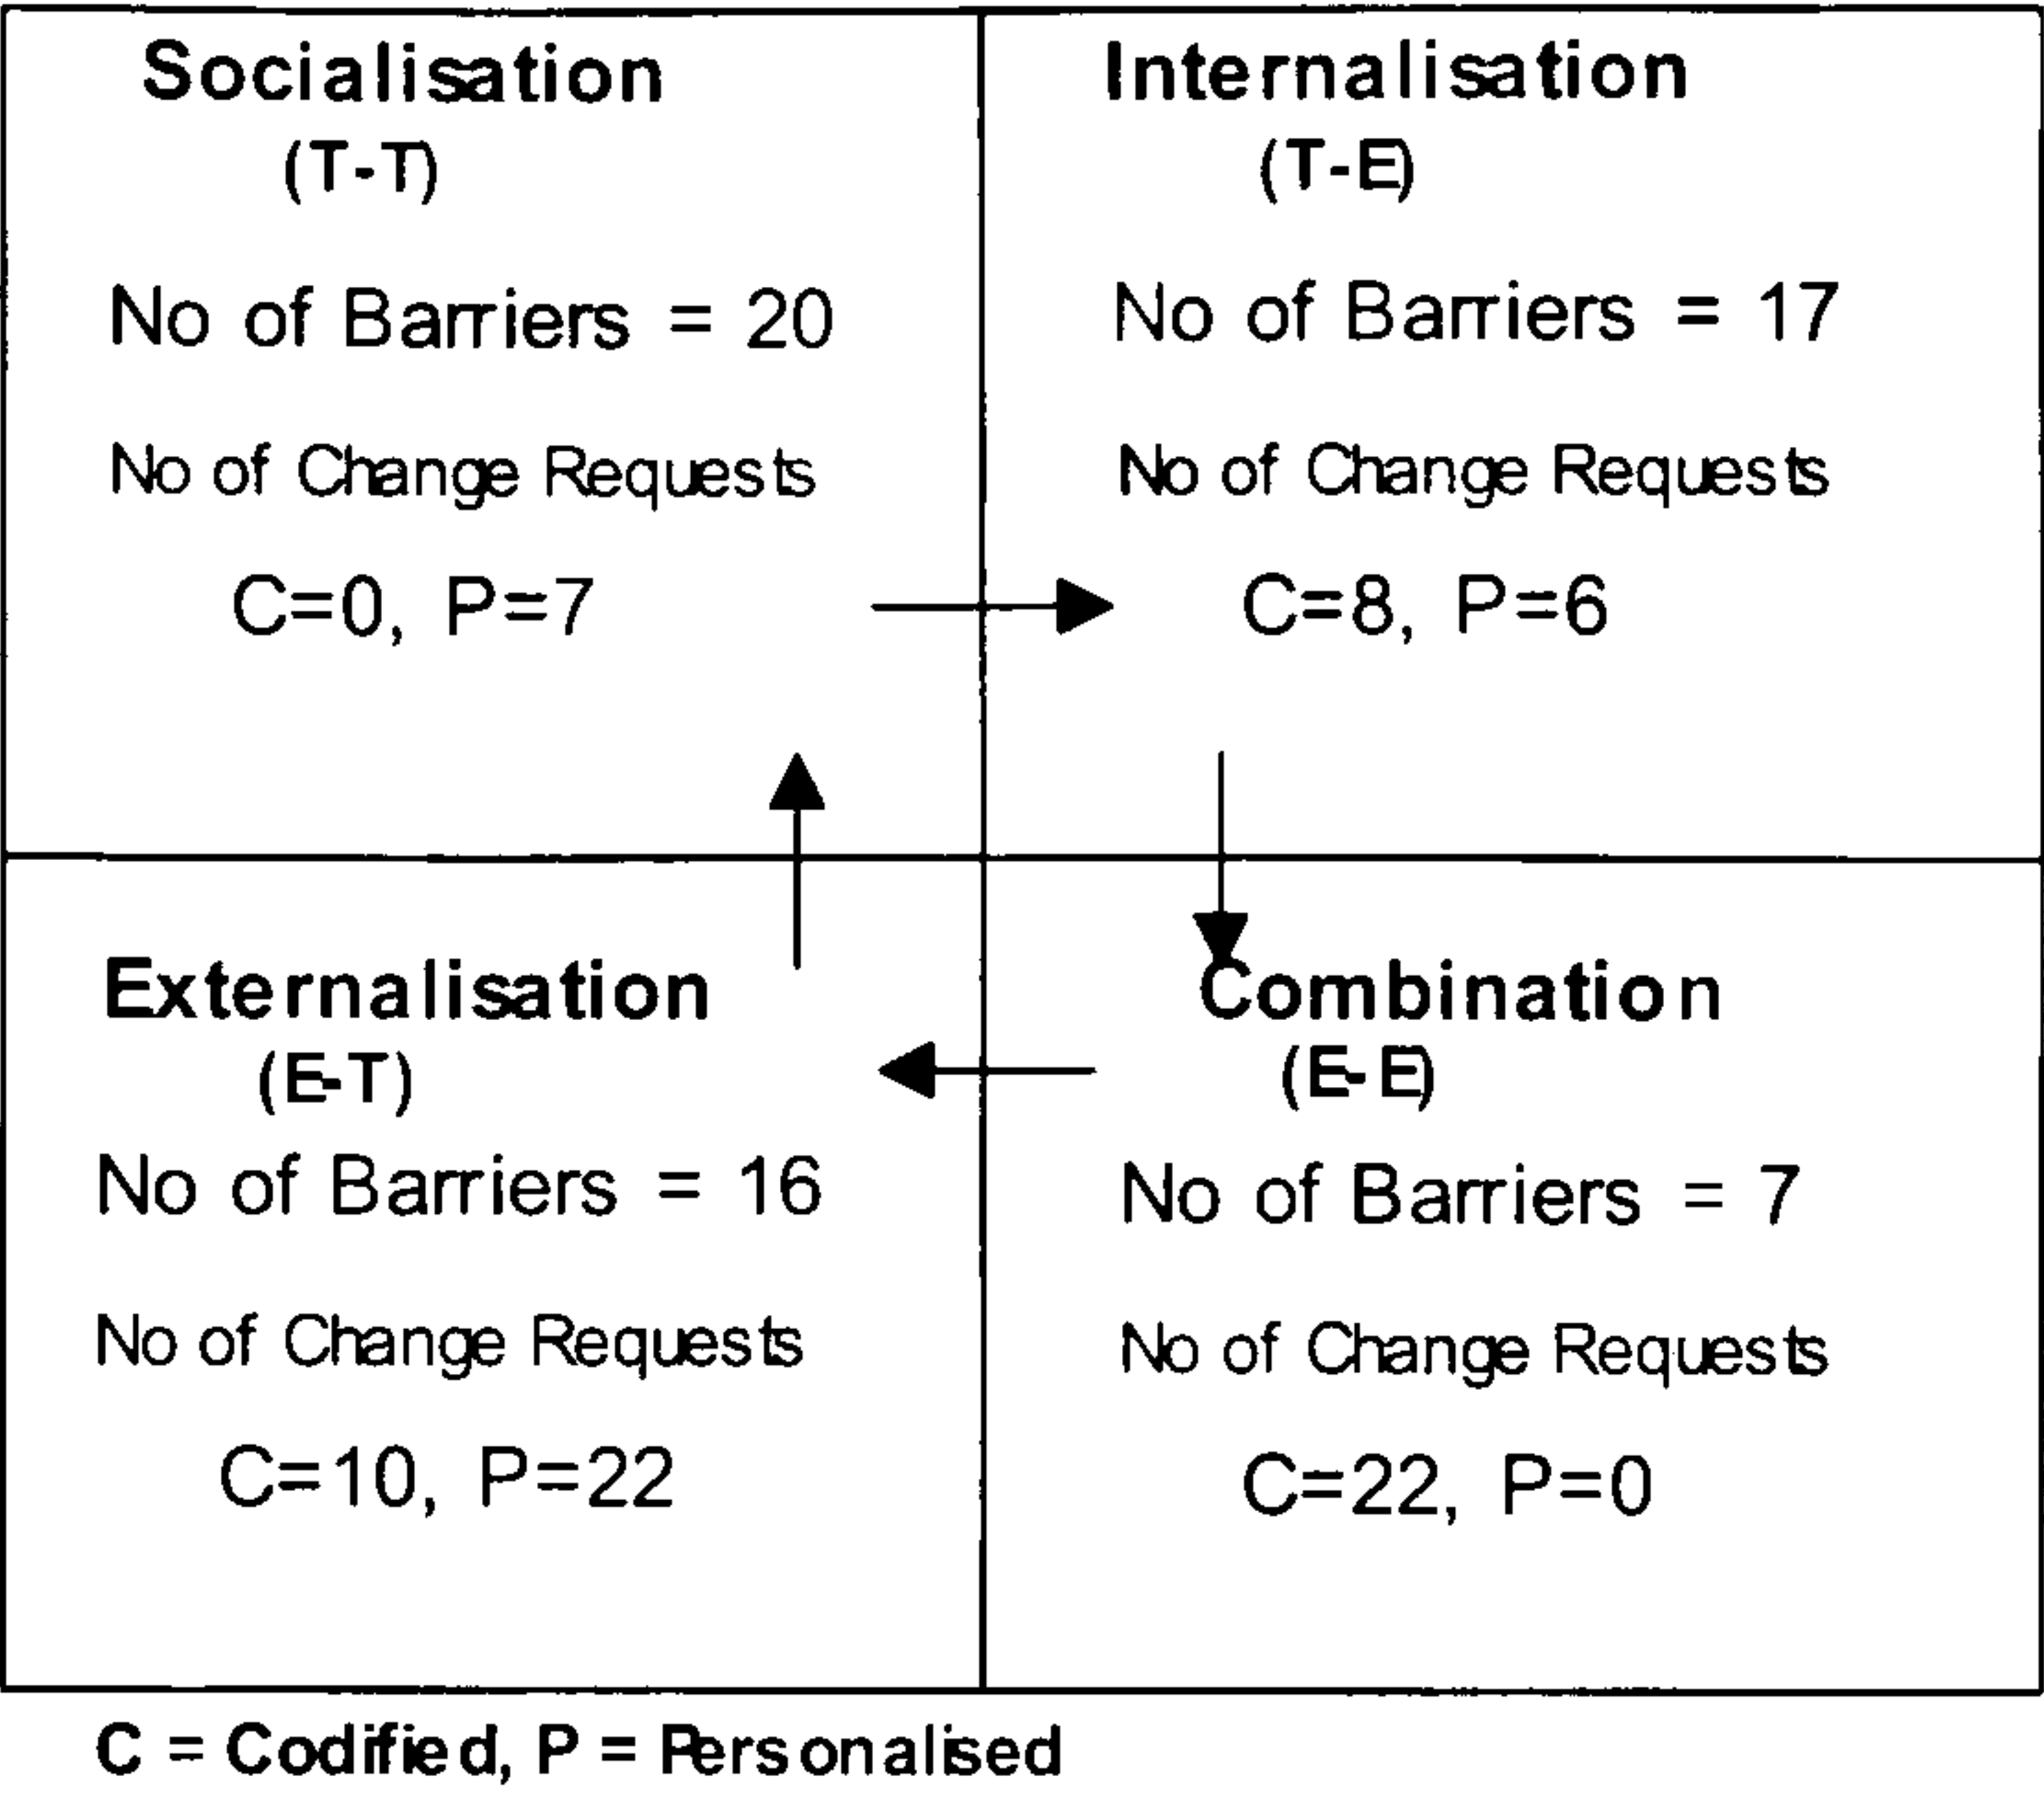 Socialisation
(T-T)
No of Barriers = 20
No of Change Requests
C=0, P=7
Internalisation
(T-E)
No of Barriers = 17
No of Change Requests
C=8, P=6
Externalisation
(E-T)
No of Barriers = 16
No of Change Requests
C=10, P=22
Combination
(E-E)
No of Barriers = 7
No of Change Requests
C=22, P=0
C = Codified, P = Personalised